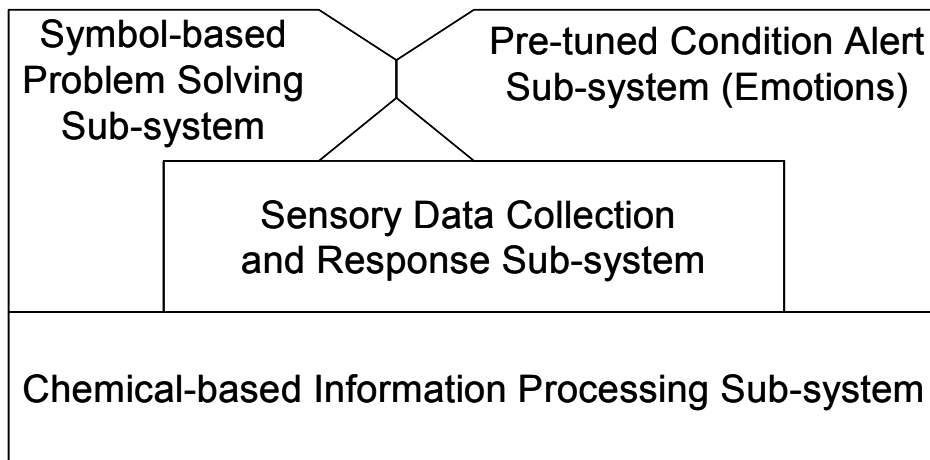 Symbol-based
Problem Solving
Sub-system
Pre-tuned Condition Alert
Sub-system (Emotions)
Sensory Data Collection
and Response Sub-system
Chemical-based Information Processing Sub-system